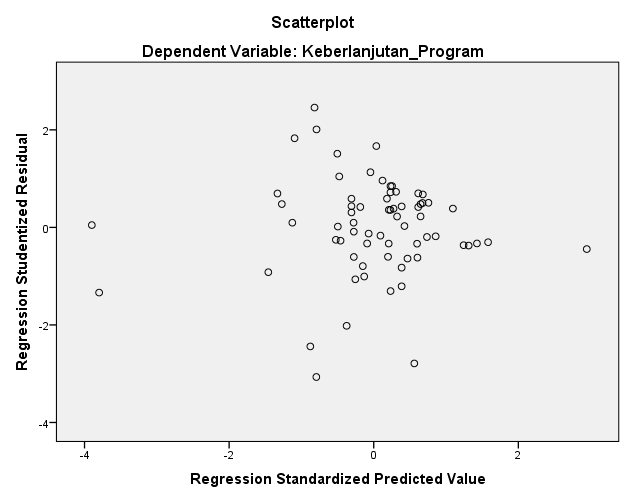 Scatterplot
Dependent Variable: Keberlanjutan_Program
Regression Studentized Residual
2
0
-2
-4
-4
-2
0
2
Regression Standardized Predicted Value